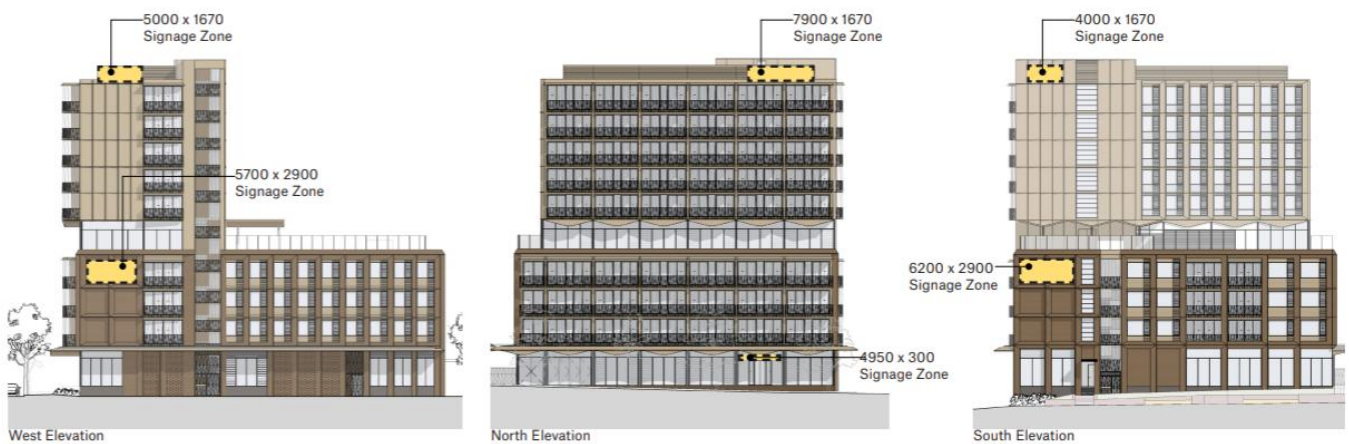 5000 x 1670
Signage Zone
5700 x 2900
Signage Zone
West Elevation
7900 x 1670
Signage Zone
4950 x 300
Signage Zone
North Elevation
4000 x 1670
Signage Zone
6200 x 2900
Signage Zone
South Elevation